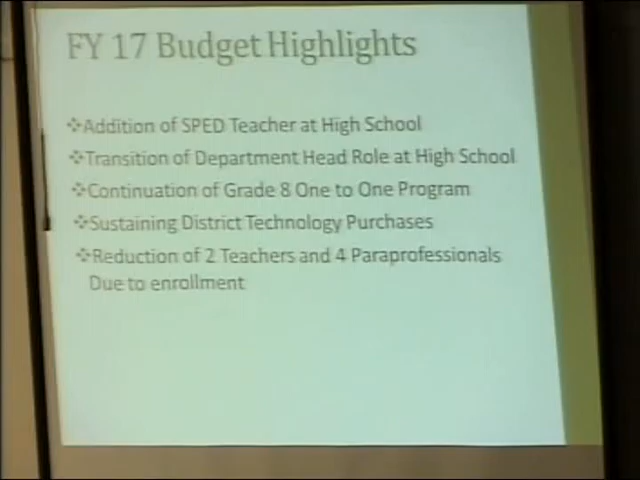 FY 17 Budget Highlights
❖Addition of SPED Teacher at High School
❖Transition of Department Head Role at High School
❖Continuation of Grade 8 One to One Program
❖Sustaining District Technology Purchases
❖Reduction of 2 Teachers and 4 Paraprofessionals
Due to enrollment